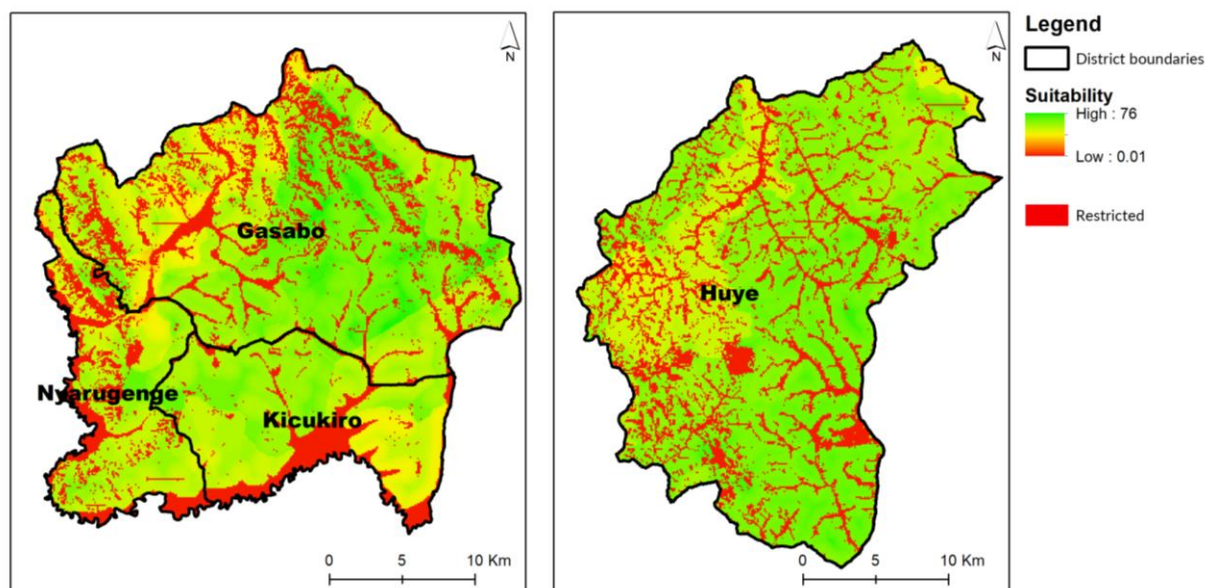 N
Gasabo
Nyarugenge
Kicukiro
0 5 10 Km
N
Huye
0 5 10 Km
Legend
District boundaries
Suitability
High : 76
Low : 0.01
Restricted